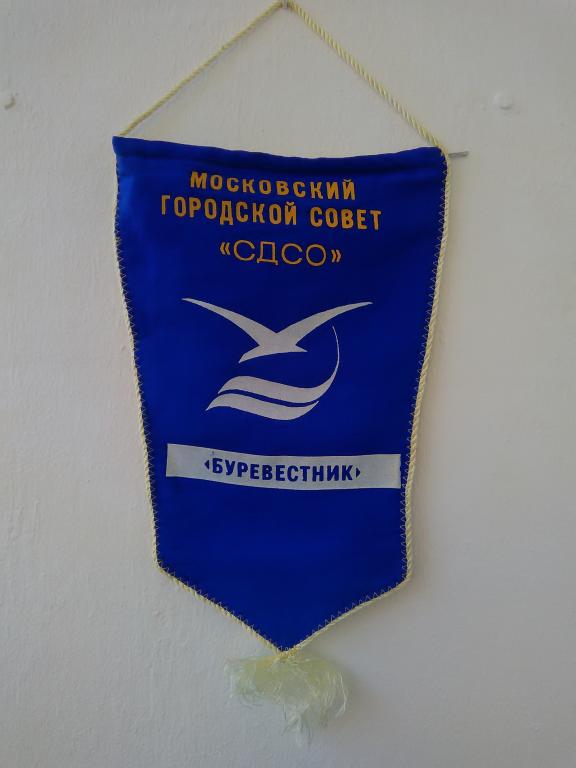 МОСКОВСКИЙ
ГОРОДСКОЙ СОВЕТ
«СДСО»
«БУРЕВЕСТНИК»